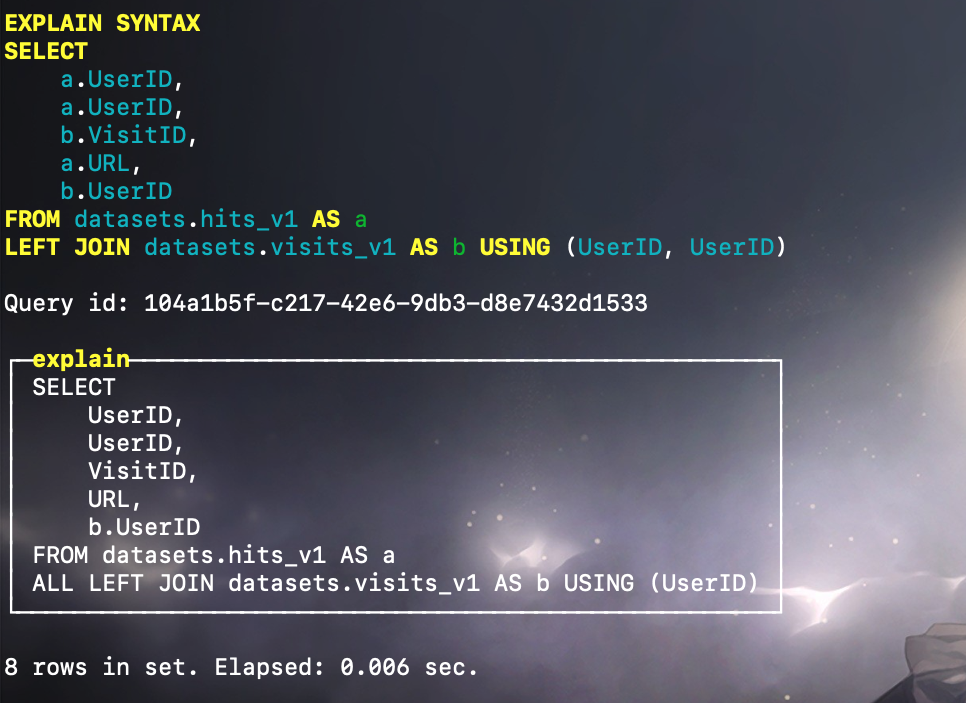 EXPLAIN SYNTAX
SELECT
    a.UserID,
    a.UserID,
    b.VisitID,
    a.URL,
    b.UserID
FROM datasets.hits_v1 AS a
LEFT JOIN datasets.visits_v1 AS b USING (UserID, UserID)
Query id: 104a1b5f-c217-42e6-9db3-d8e7432d1533
explain
SELECT
    UserID,
    UserID,
    VisitID,
    URL,
    b.UserID
FROM datasets.hits_v1 AS a
ALL LEFT JOIN datasets.visits_v1 AS b USING (UserID)
8 rows in set. Elapsed: 0.006 sec.